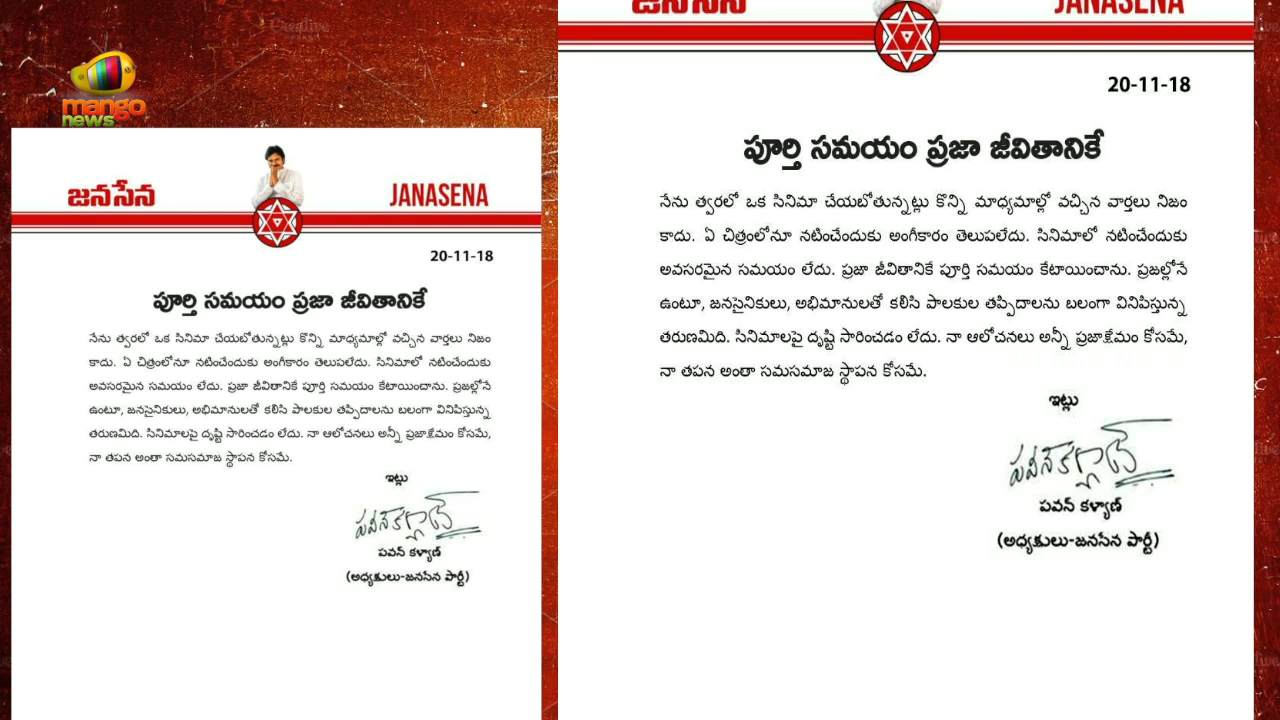 mango
news
జనసేన
JANASENA
20-11-18
పూర్తి సమయం ప్రజా జీవితానికే
నేను త్వరలో ఒక సినిమా చేయబోతున్నట్లు కొన్ని మాధ్యమాల్లో వచ్చిన వార్తలు నిజం
కాదు. ఏ చిత్రంలోనూ నటించేందుకు అంగీకారం తెలుపలేదు. సినిమాలో నటించేందుకు
అవసరమైన సమయం లేదు. ప్రజా జీవితానికే పూర్తి సమయం కేటాయించాను. ప్రజల్లోనే
ఉంటూ, జనసైనికులు, అభిమానులతో కలిసి పాలకుల తప్పిదాలను బలంగా వినిపిస్తున్న
తరుణమిది. సినిమాలపై దృష్టి సారించడం లేదు. నా ఆలోచనలు అన్నీ ప్రజాక్షేమం కోసమే,
నా తపన అంతా సమసమాజ స్థాపన కోసమే.
ఇట్లు
పవన్ కళ్యాణ్
పవన్ కళ్యాణ్
(అధ్యక్షులు-జనసేన పార్టీ)
జనసేన
JANASENA
20-11-18
పూర్తి సమయం ప్రజా జీవితానికే
నేను త్వరలో ఒక సినిమా చేయబోతున్నట్లు కొన్ని మాధ్యమాల్లో వచ్చిన వార్తలు నిజం
కాదు. ఏ చిత్రంలోనూ నటించేందుకు అంగీకారం తెలుపలేదు. సినిమాలో నటించేందుకు
అవసరమైన సమయం లేదు. ప్రజా జీవితానికే పూర్తి సమయం కేటాయించాను. ప్రజల్లోనే
ఉంటూ, జనసైనికులు, అభిమానులతో కలిసి పాలకుల తప్పిదాలను బలంగా వినిపిస్తున్న
తరుణమిది. సినిమాలపై దృష్టి సారించడం లేదు. నా ఆలోచనలు అన్నీ ప్రజాక్షేమం కోసమే,
నా తపన అంతా సమసమాజ స్థాపన కోసమే.
ఇట్లు
పవన్ కళ్యాణ్
పవన్ కళ్యాణ్
(అధ్యక్షులు-జనసేన పార్టీ)